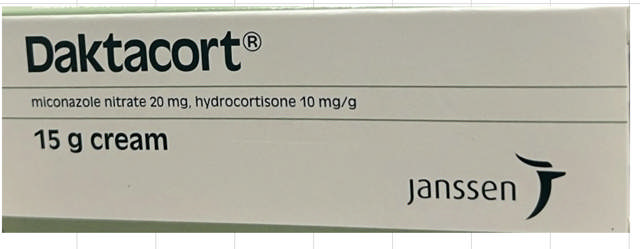 Daktacort®
miconazole nitrate 20 mg, hydrocortisone 10 mg/g
15 g cream
janssen